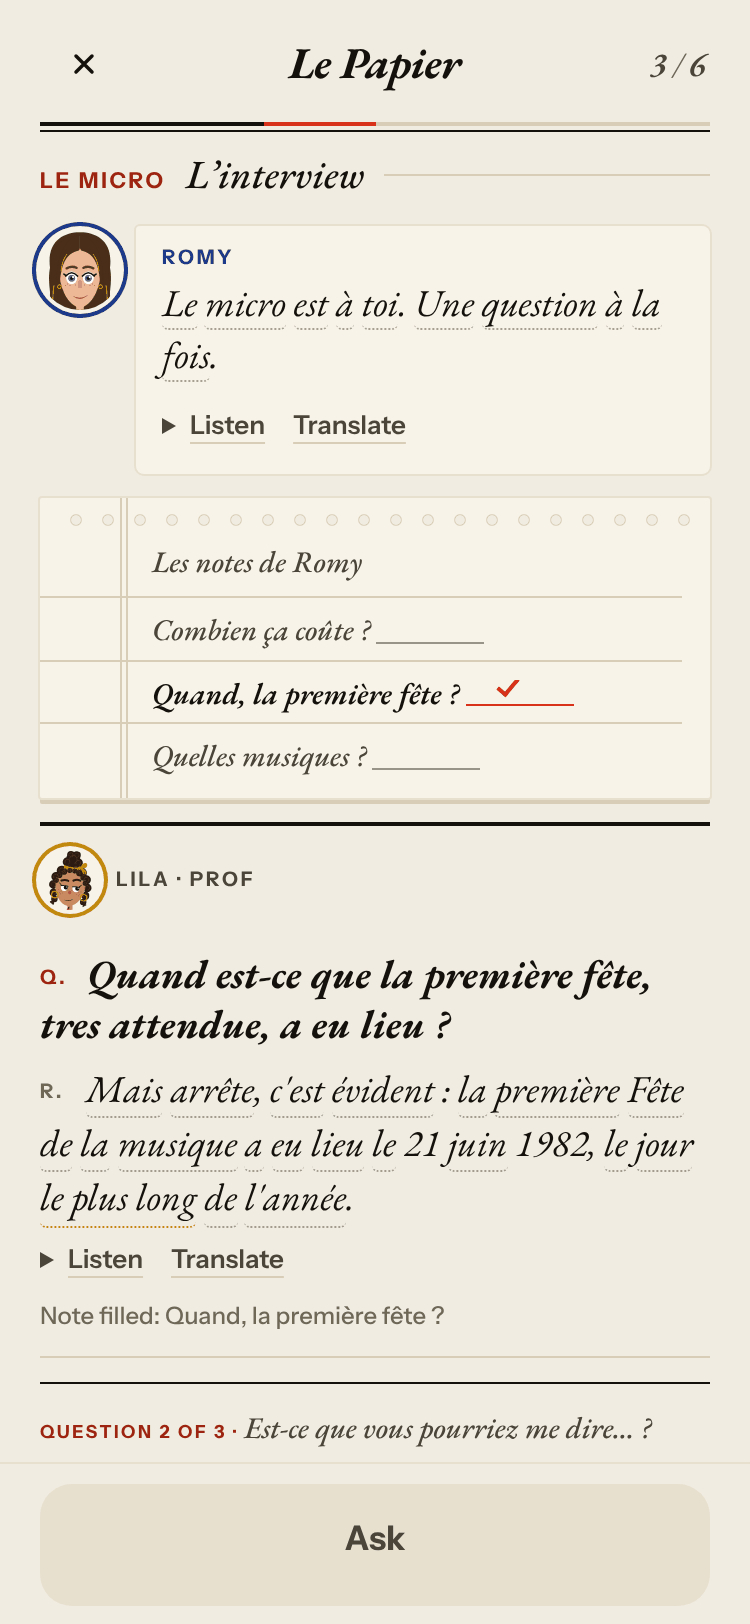 Le Papier
3 / 6
LE MICRO L’interview
ROMY
Le micro est à toi. Une question à la
fois.
Listen Translate
Les notes de Romy
Combien ça coûte ?
Quand, la première fête ?
Quelles musiques ?
LILA · PROF
Q. Quand est-ce que la première fête,
tres attendue, a eu lieu ?
R. Mais arrête, c'est évident : la première Fête
de la musique a eu lieu le 21 juin 1982, le jour
le plus long de l'année.
Listen Translate
Note filled: Quand, la première fête ?
QUESTION 2 OF 3 · Est-ce que vous pourriez me dire... ?
Ask